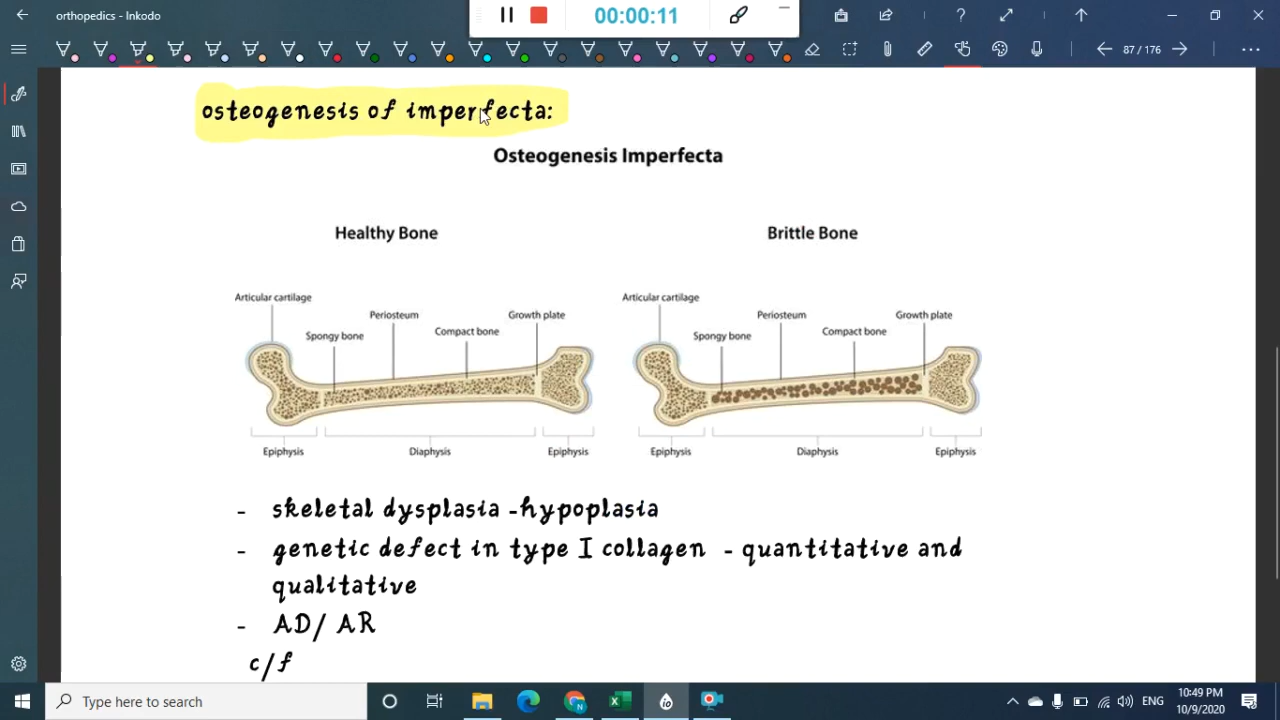 orthopedics - Inkodo
00:00:11
87 / 176
osteogenesis of imperfecta:
Osteogenesis Imperfecta
Healthy Bone
Brittle Bone
Articular cartilage
Periosteum
Growth plate
Spongy bone
Compact bone
Articular cartilage
Periosteum
Growth plate
Spongy bone
Compact bone
Epiphysis
Diaphysis
Epiphysis
Epiphysis
Diaphysis
Epiphysis
- skeletal dysplasia -hypoplasia
- genetic defect in type I collagen - quantitative and
qualitative
- AD/ AR
c/f
Type here to search
ENG
10:49 PM
10/9/2020